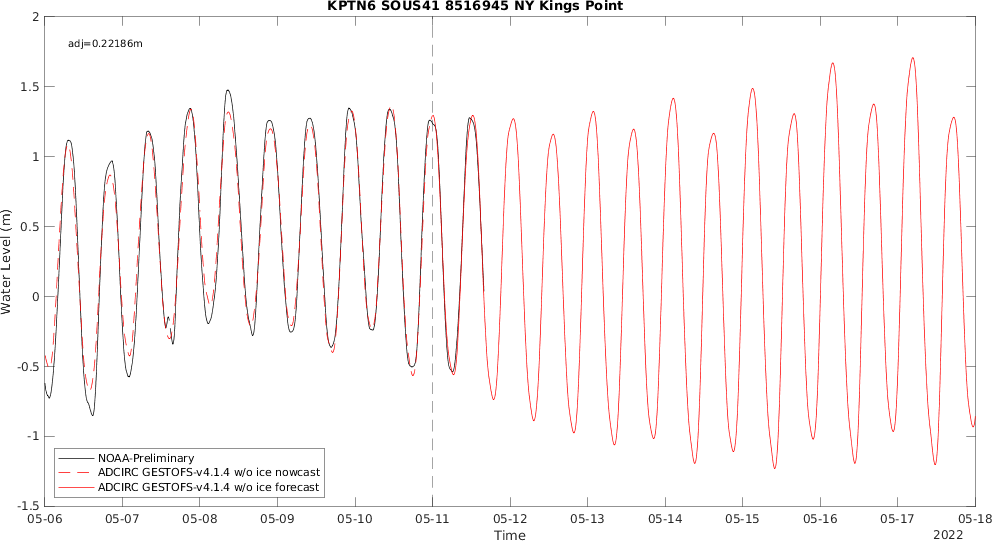 KPTN6 SOUS41 8516945 NY Kings Point
adj=0.22186m
2
1.5
1
0.5
0
-0.5
-1
-1.5
Water Level (m)
NOAA-Preliminary
ADCIRC GESTOFS-v4.1.4 w/o ice nowcast
ADCIRC GESTOFS-v4.1.4 w/o ice forecast
05-06 05-07 05-08 05-09 05-10 05-11 05-12 05-13 05-14 05-15 05-16 05-17 05-18
Time
2022